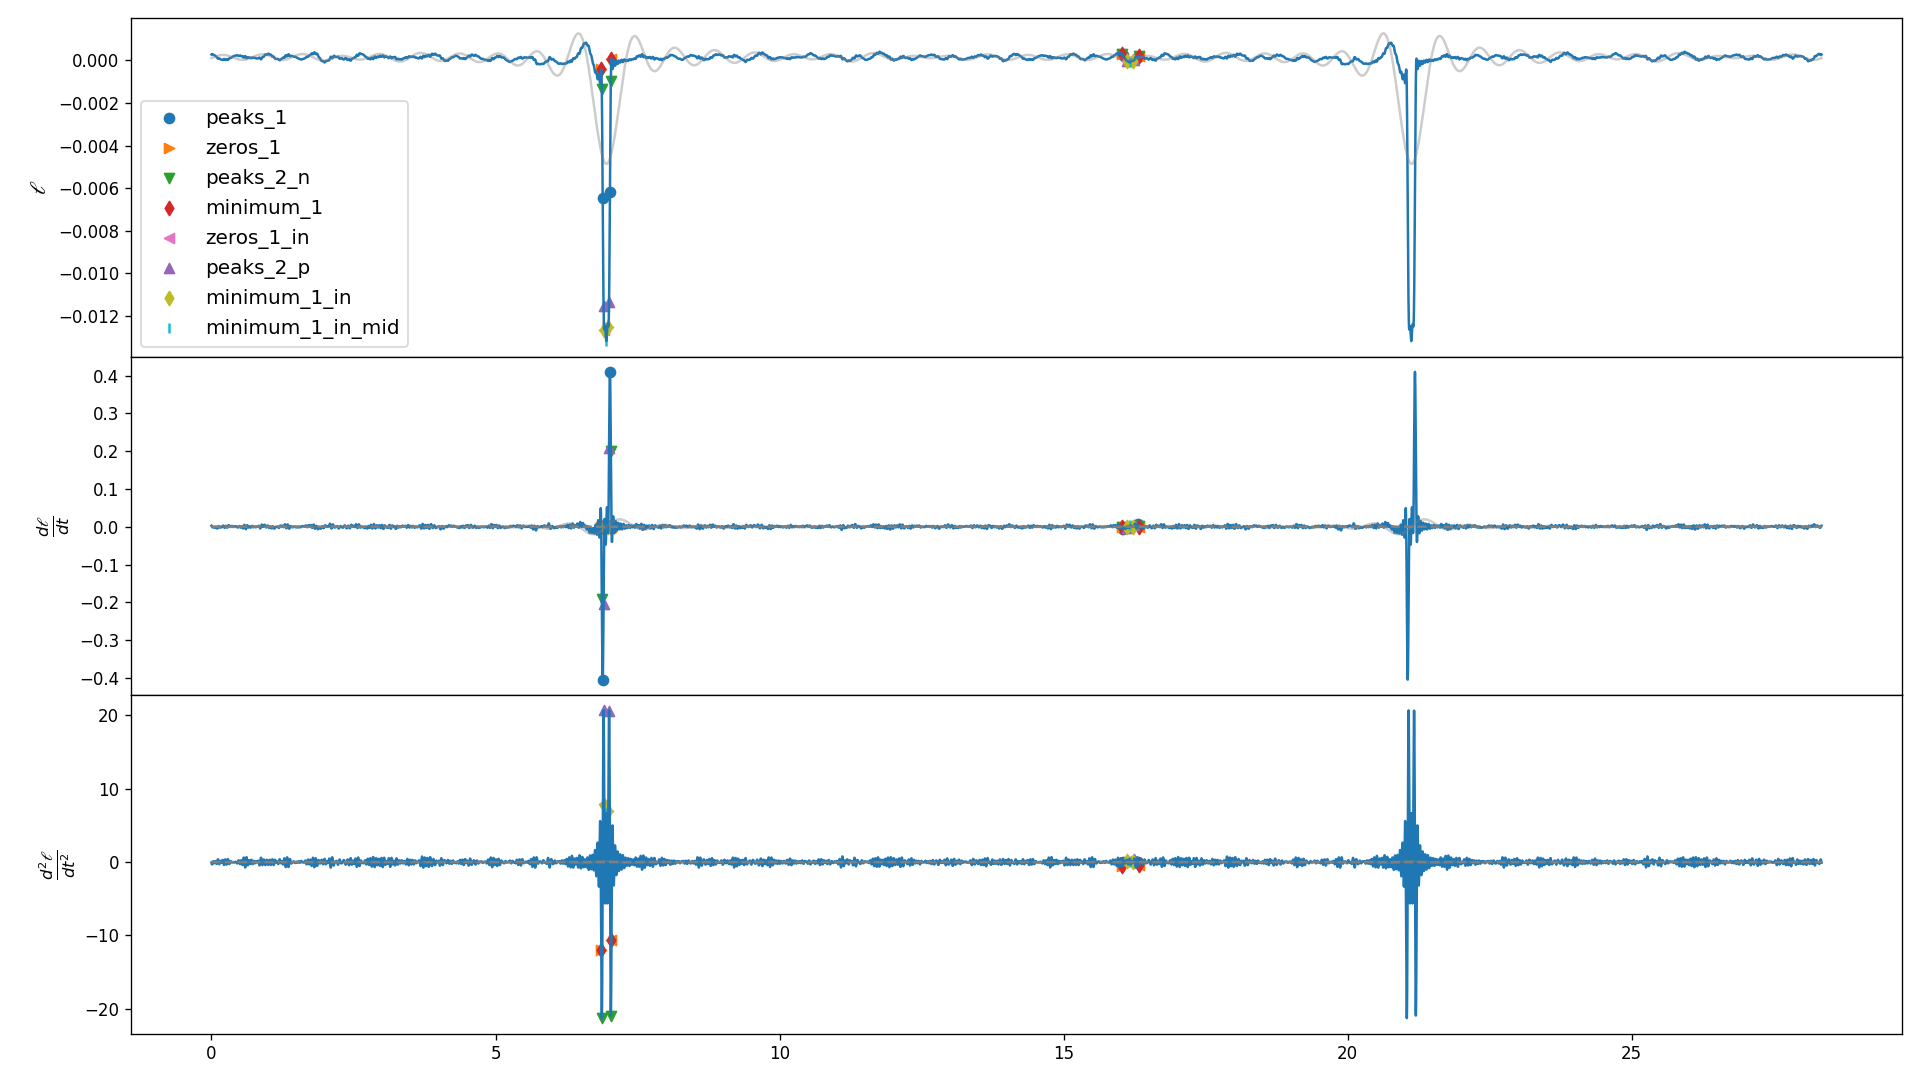 0.000
−0.002
−0.004
−0.006
−0.008
−0.010
−0.012
ℓ
peaks_1
zeros_1
peaks_2_n
minimum_1
zeros_1_in
peaks_2_p
minimum_1_in
minimum_1_in_mid
0.4
0.3
0.2
0.1
0.0
−0.1
−0.2
−0.3
−0.4
dℓ
dt
20
10
0
−10
−20
d²ℓ
dt²
0 5 10 15 20 25